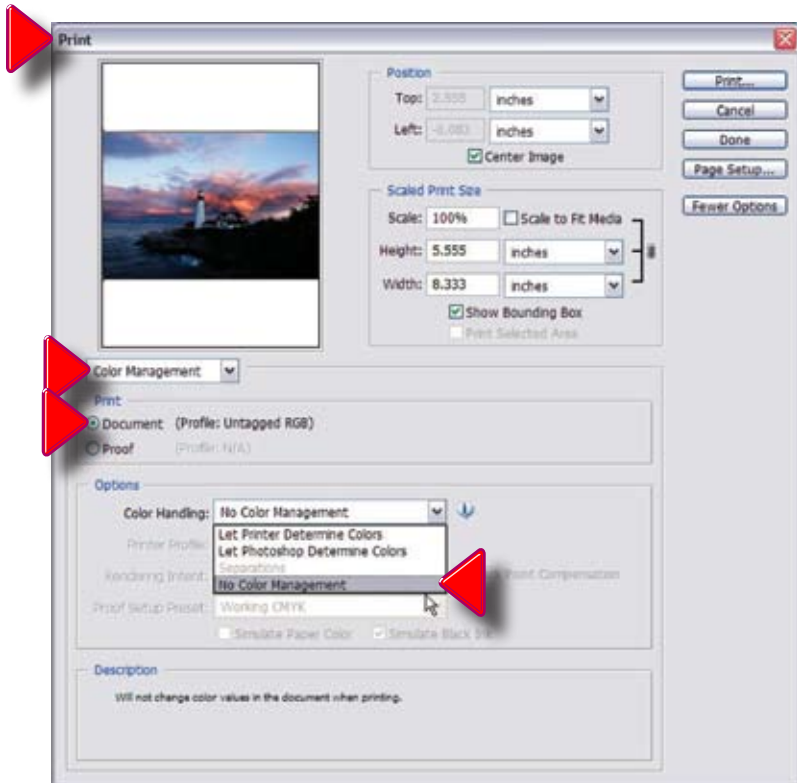 Print
Position
Top: 2.555 inches
Left: inches
Center Image
Scaled Print Size
Scale: 100% Scale to Fit Media
Height: 5.555 inches
Width: 8.333 inches
Show Bounding Box
Print Selected Area
Print...
Cancel
Done
Page Setup...
Fewer Options
Color Management
Print
Document (Profile: Untagged RGB)
Proof (Profile: N/A)
Options
Color Handling: No Color Management
Let Printer Determine Colors
Let Photoshop Determine Colors
Separations
No Color Management
Printer Profile:
Rendering Intent: Point Compensation
Proof Setup Preset: Working CMYK
Simulate Paper Color Simulate Black Ink
Description
Will not change color values in the document when printing.